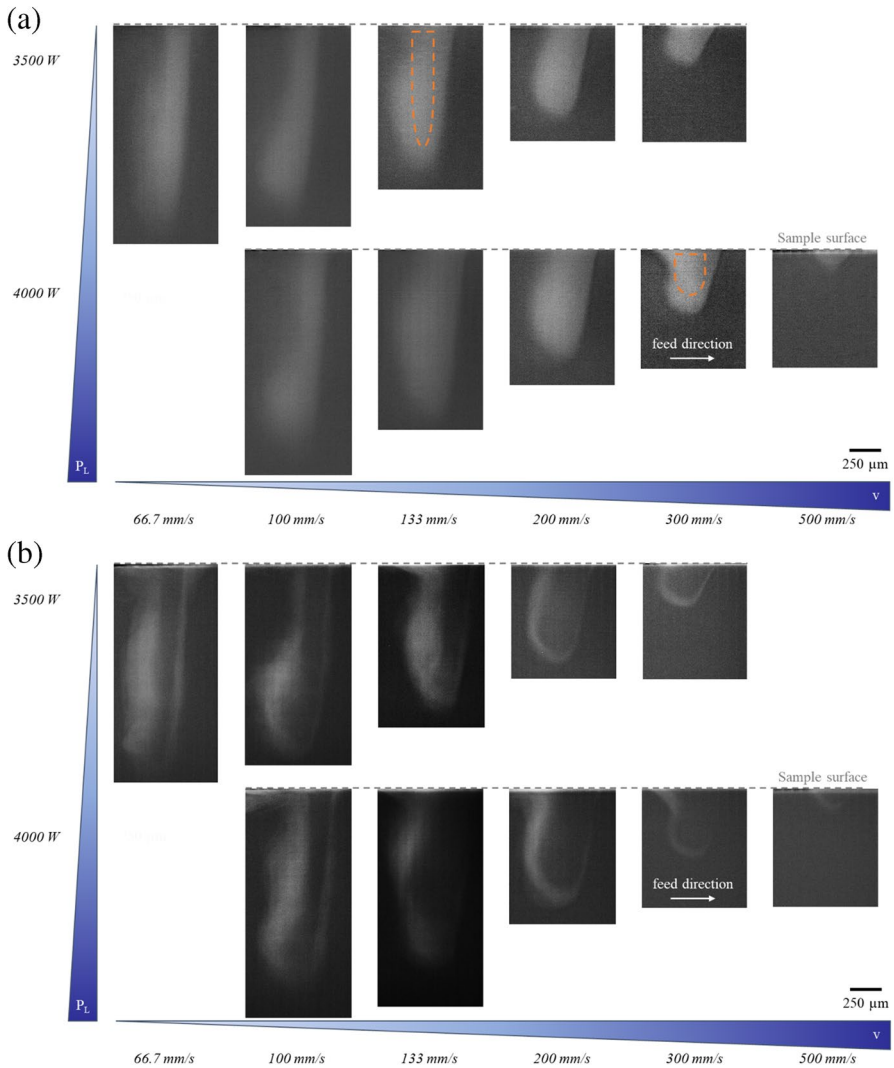 (a)
3500 W
Sample surface
4000 W
feed direction
250 µm
P_L
v
66.7 mm/s 100 mm/s 133 mm/s 200 mm/s 300 mm/s 500 mm/s
(b)
3500 W
Sample surface
4000 W
feed direction
250 µm
P_L
v
66.7 mm/s 100 mm/s 133 mm/s 200 mm/s 300 mm/s 500 mm/s